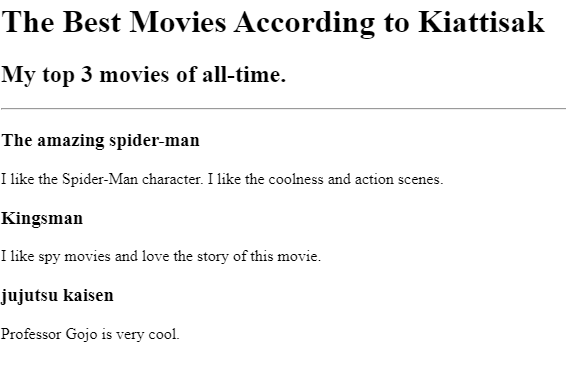 The Best Movies According to Kiattisak
My top 3 movies of all-time.
The amazing spider-man
I like the Spider-Man character. I like the coolness and action scenes.
Kingsman
I like spy movies and love the story of this movie.
jujutsu kaisen
Professor Gojo is very cool.